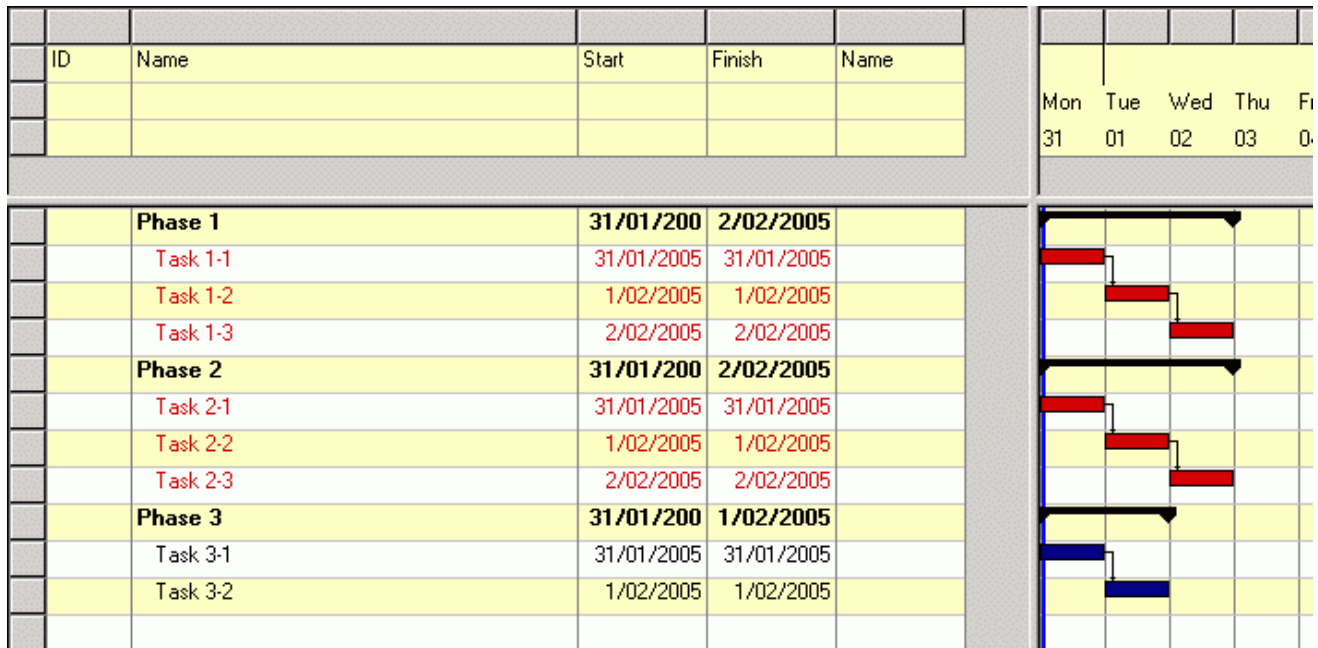 ID Name Start Finish Name
Mon Tue Wed Thu
31 01 02 03
Phase 1 31/01/200 2/02/2005
Task 1-1 31/01/2005 31/01/2005
Task 1-2 1/02/2005 1/02/2005
Task 1-3 2/02/2005 2/02/2005
Phase 2 31/01/200 2/02/2005
Task 2-1 31/01/2005 31/01/2005
Task 2-2 1/02/2005 1/02/2005
Task 2-3 2/02/2005 2/02/2005
Phase 3 31/01/200 1/02/2005
Task 3-1 31/01/2005 31/01/2005
Task 3-2 1/02/2005 1/02/2005